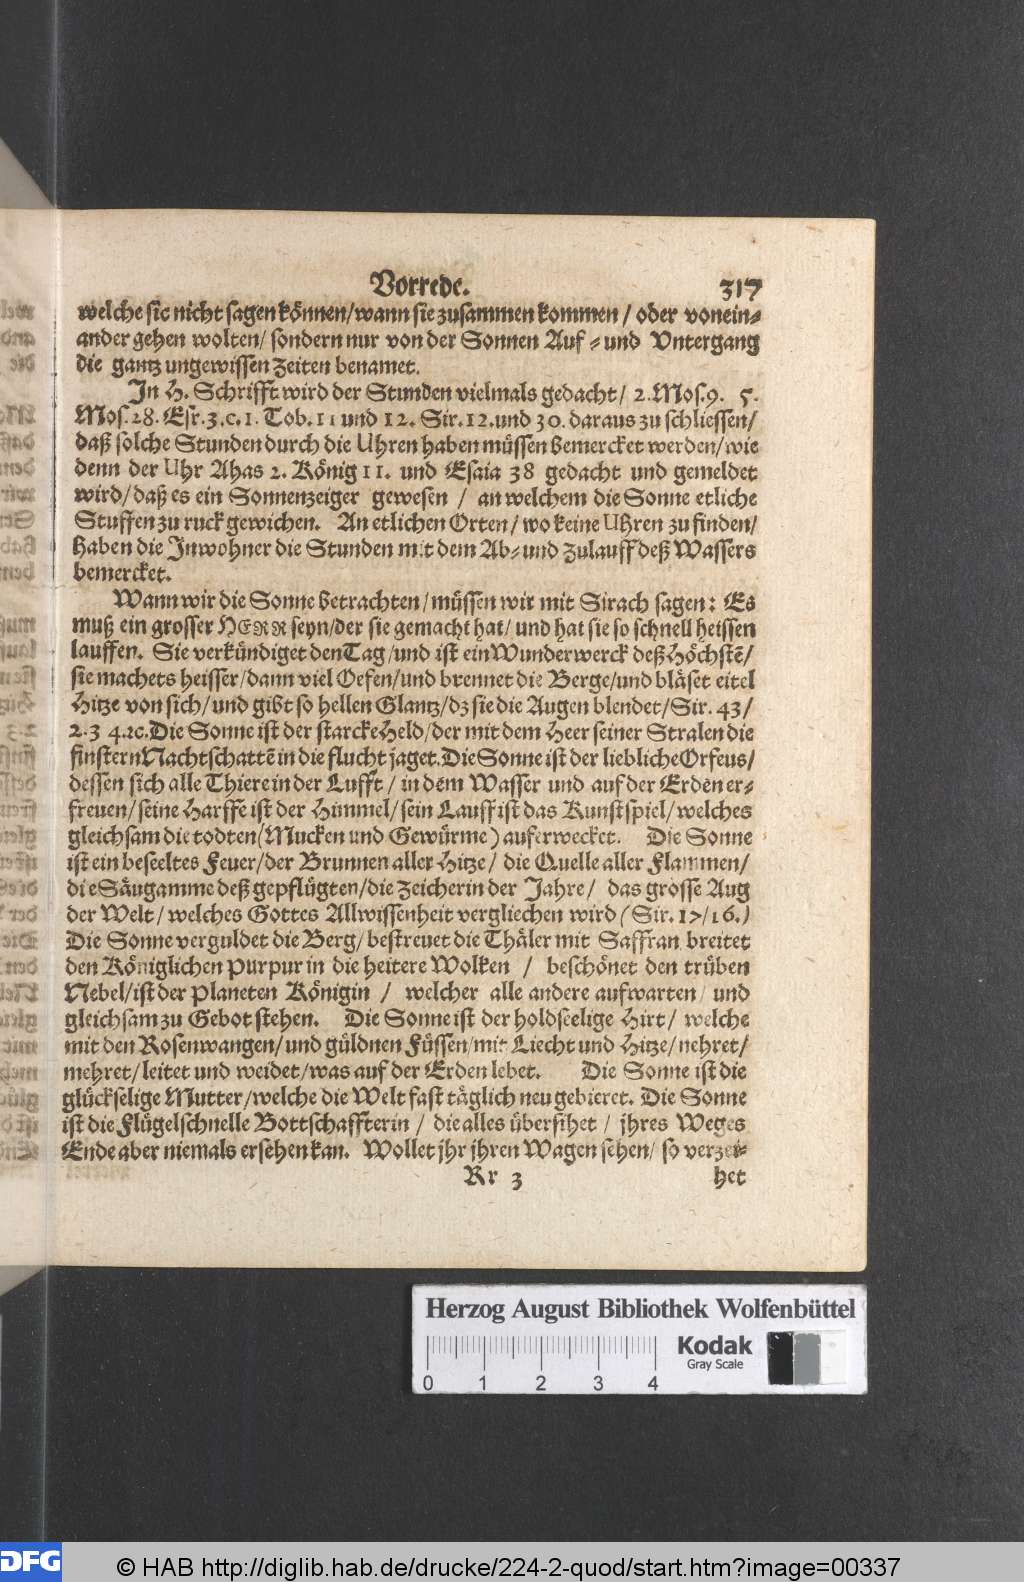 Vorrede. 317
welche sie nicht sagen können/ wann sie zusammen kommen / oder vonein-
ander gehen wolten/ sondern nur von der Sonnen Auf - und Vntergang
die gantz ungewissen Zeiten benamet.
In H. Schrifft wird der Stunden vielmals gedacht/ 2. Mos. 9. 5.
Mos. 28. Esr. 3. c. 1. Tob. 11 und 12. Sir. 12. und 30. daraus zu schliessen/
daß solche Stunden durch die Uhren haben müssen bemercket werden/ wie
denn der Uhr Ahas 2. König 11. und Esaia 38 gedacht und gemeldet
wird/ daß es ein Sonnenzeiger gewesen / an welchem die Sonne etliche
Stuffen zu ruck gewichen. An etlichen Orten/ wo keine Uhren zu finden/
haben die Inwohner die Stunden mit dem Ab- und Zulauff deß Wassers
bemercket.
Wann wir die Sonne betrachten/ müssen wir mit Sirach sagen: Es
muß ein grosser HERR seyn/ der sie gemacht hat/ und hat sie so schnell heissen
lauffen. Sie verkündiget den Tag/ und ist ein Wunderwerck deß Höchstē/
sie machets heisser/ dann viel Oefen/ und brennet die Berge/ und bläset eitel
Hitze von sich/ und gibt so hellen Glantz/ dz sie die Augen blendet/ Sir. 43/
2. 3 4. ꝛc. Die Sonne ist der starcke Held/ der mit dem Heer seiner Stralen die
finstern Nachtschattē in die flucht jaget. Die Sonne ist der liebliche Orfeus/
dessen sich alle Thiere in der Lufft / in dem Wasser und auf der Erden er-
freuen/ seine Harffe ist der Himmel/ sein Lauff ist das Kunstspiel/ welches
gleichsam die todten (Mucken und Gewürme) auferwecket. Die Sonne
ist ein beseeltes Feuer/ der Brunnen aller Hitze/ die Quelle aller Flammen/
die Säugamme deß gepflügten/ die Zeicherin der Jahre/ das grosse Aug
der Welt/ welches Gottes Allwissenheit vergliechen wird (Sir. 17/ 16.)
Die Sonne verguldet die Berg/ bestreuet die Thäler mit Saffran, breitet
den Königlichen Purpur in die heitere Wolken / beschönet den trüben
Nebel/ ist der Planeten Königin / welcher alle andere aufwarten/ und
gleichsam zu Gebot stehen. Die Sonne ist der holdseelige Hirt/ welche
mit den Rosenwangen/ und güldnen Füssen/ mit Liecht und Hitze/ nehret/
mehret/ leitet und weidet/ was auf der Erden lebet. Die Sonne ist die
glückselige Mutter/ welche die Welt fast täglich neu gebieret. Die Sonne
ist die Flügelschnelle Bottschaffterin / die alles übersihet / jhres Weges
Ende aber niemals ersehen kan. Wollet jhr jhren Wagen sehen/ so verzei-
Rr 3 het
Herzog August Bibliothek Wolfenbüttel
Kodak
Gray Scale
0 1 2 3 4
DFG © HAB http://diglib.hab.de/drucke/224-2-quod/start.htm?image=00337